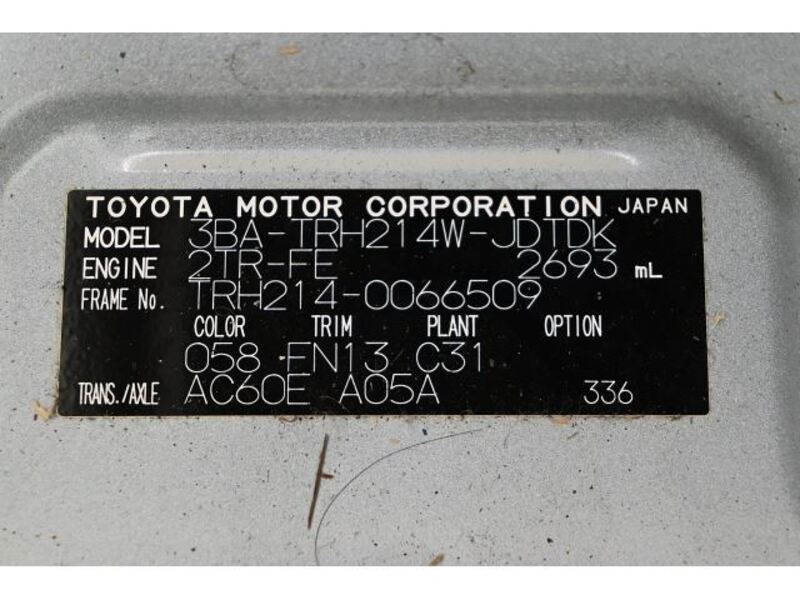 TOYOTA MOTOR CORPORATION JAPAN
MODEL 3BA-TRH214W-JDTDK
ENGINE 2TR-FE 2693 mL
FRAME No. TRH214-0066509
COLOR TRIM PLANT OPTION
058 FN13 C31
TRANS./AXLE AC60E A05A 336